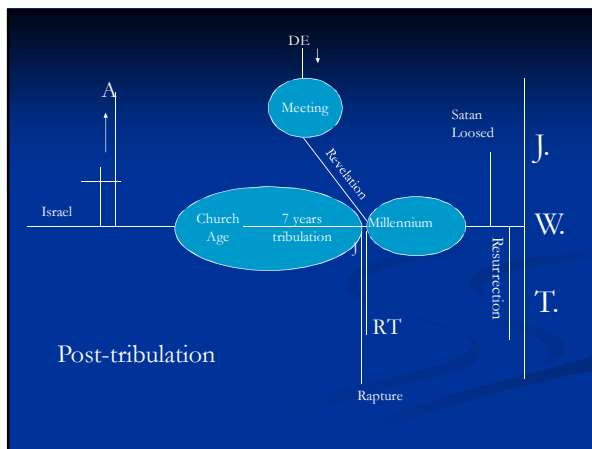 DE
A
Meeting
Satan
Loosed
J.
Revelation
Israel
Church
Age
7 years
tribulation
Millennium
W.
J
Resurrection
T.
RT
Post-tribulation
Rapture